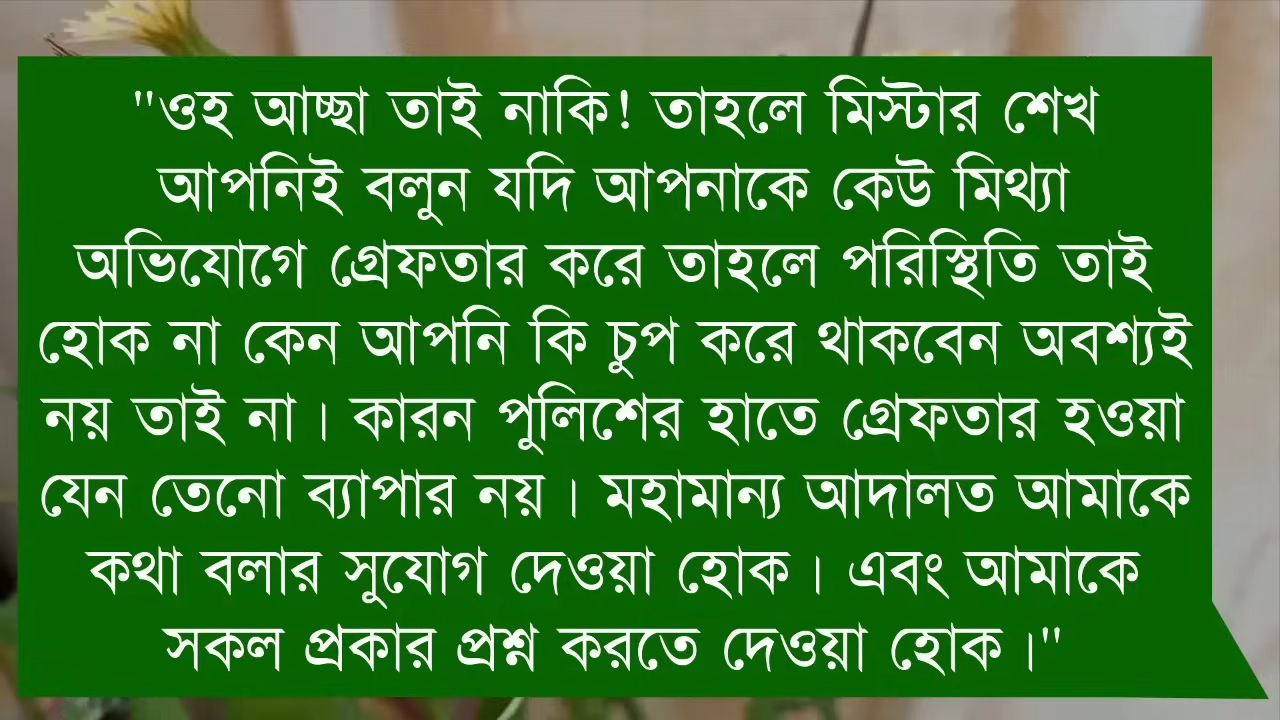 "ওহ আচ্ছা তাই নাকি! তাহলে মিস্টার শেখ
আপনিই বলুন যদি আপনাকে কেউ মিথ্যা
অভিযোগে গ্রেফতার করে তাহলে পরিস্থিতি তাই
হোক না কেন আপনি কি চুপ করে থাকবেন অবশ্যই
নয় তাই না। কারন পুলিশের হাতে গ্রেফতার হওয়া
যেন তেনো ব্যাপার নয়। মহামান্য আদালত আমাকে
কথা বলার সুযোগ দেওয়া হোক। এবং আমাকে
সকল প্রকার প্রশ্ন করতে দেওয়া হোক।"